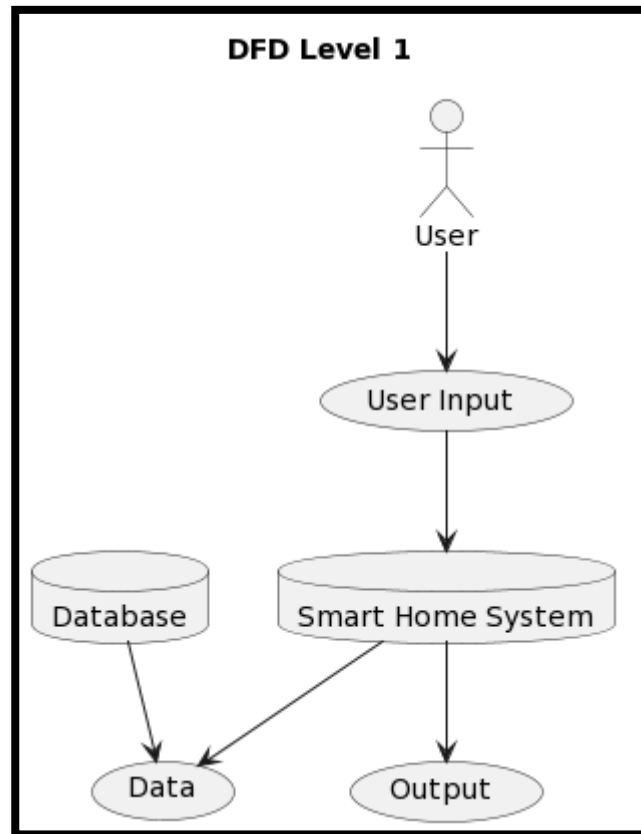 DFD Level 1
User
User Input
Database
Smart Home System
Data
Output